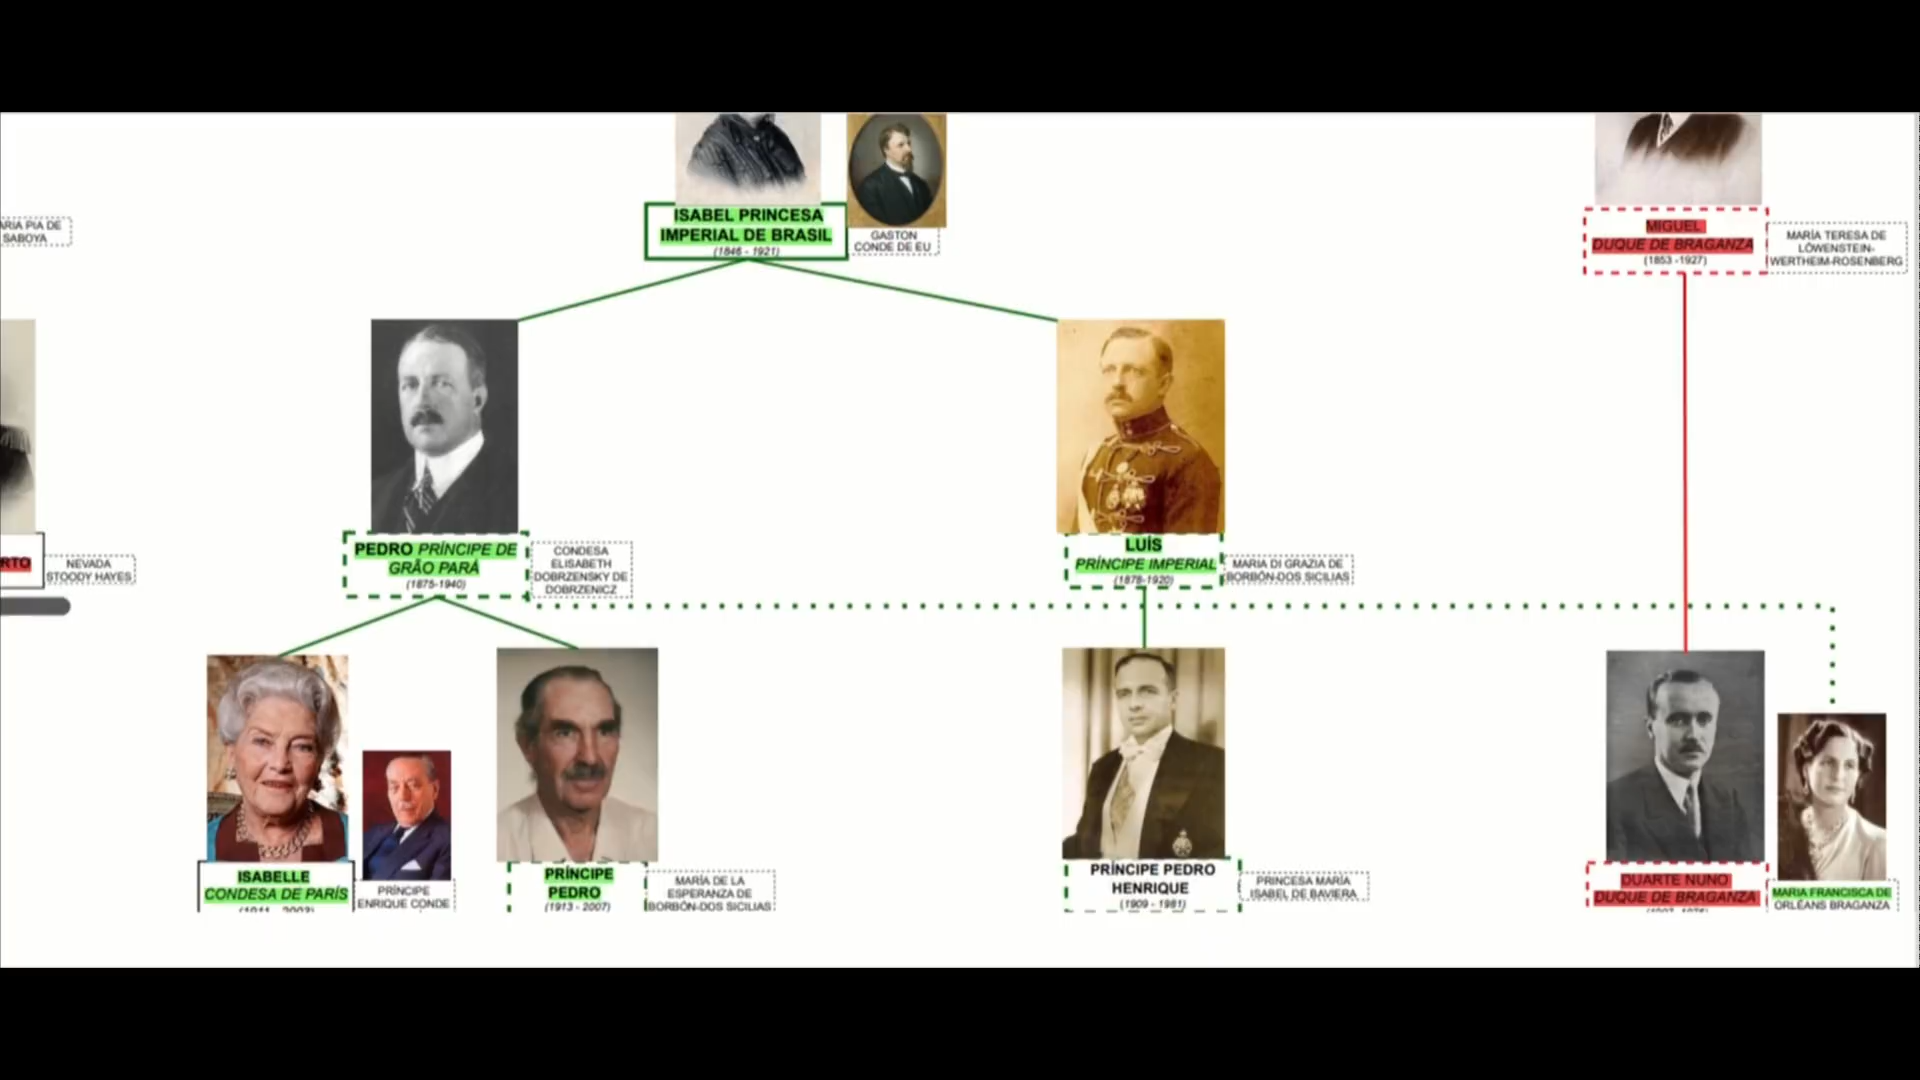 ARIA PIA DE
SABOYA
ISABEL PRINCESA
IMPERIAL DE BRASIL
(1846 - 1921)
GASTON
CONDE DE EU
MIGUEL
DUQUE DE BRAGANZA
(1853 -1927)
MARÍA TERESA DE
LÖWENSTEIN-
WERTHEIM-ROSENBERG
RTO
NEVADA
STOODY HAYES
PEDRO PRÍNCIPE DE
GRÃO PARÁ
(1875-1940)
CONDESA
ELISABETH
DOBRZENSKY DE
DOBRZENICZ
LUÍS
PRÍNCIPE IMPERIAL
(1878-1920)
MARIA DI GRAZIA DE
BORBÓN-DOS SICILIAS
ISABELLE
CONDESA DE PARÍS
(1911 - 2003)
PRÍNCIPE
ENRIQUE CONDE
PRÍNCIPE
PEDRO
(1913 - 2007)
MARÍA DE LA
ESPERANZA DE
BORBÓN-DOS SICILIAS
PRÍNCIPE PEDRO
HENRIQUE
(1909 - 1981)
PRINCESA MARÍA
ISABEL DE BAVIERA
DUARTE NUNO
DUQUE DE BRAGANZA
MARIA FRANCISCA DE
ORLÉANS BRAGANZA